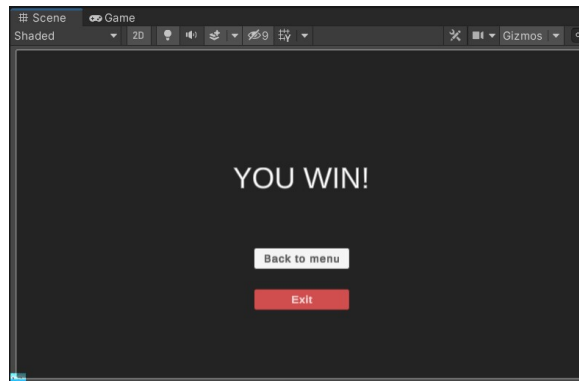 Scene Game
Shaded 2D 9 Gizmos
YOU WIN!
Back to menu
Exit